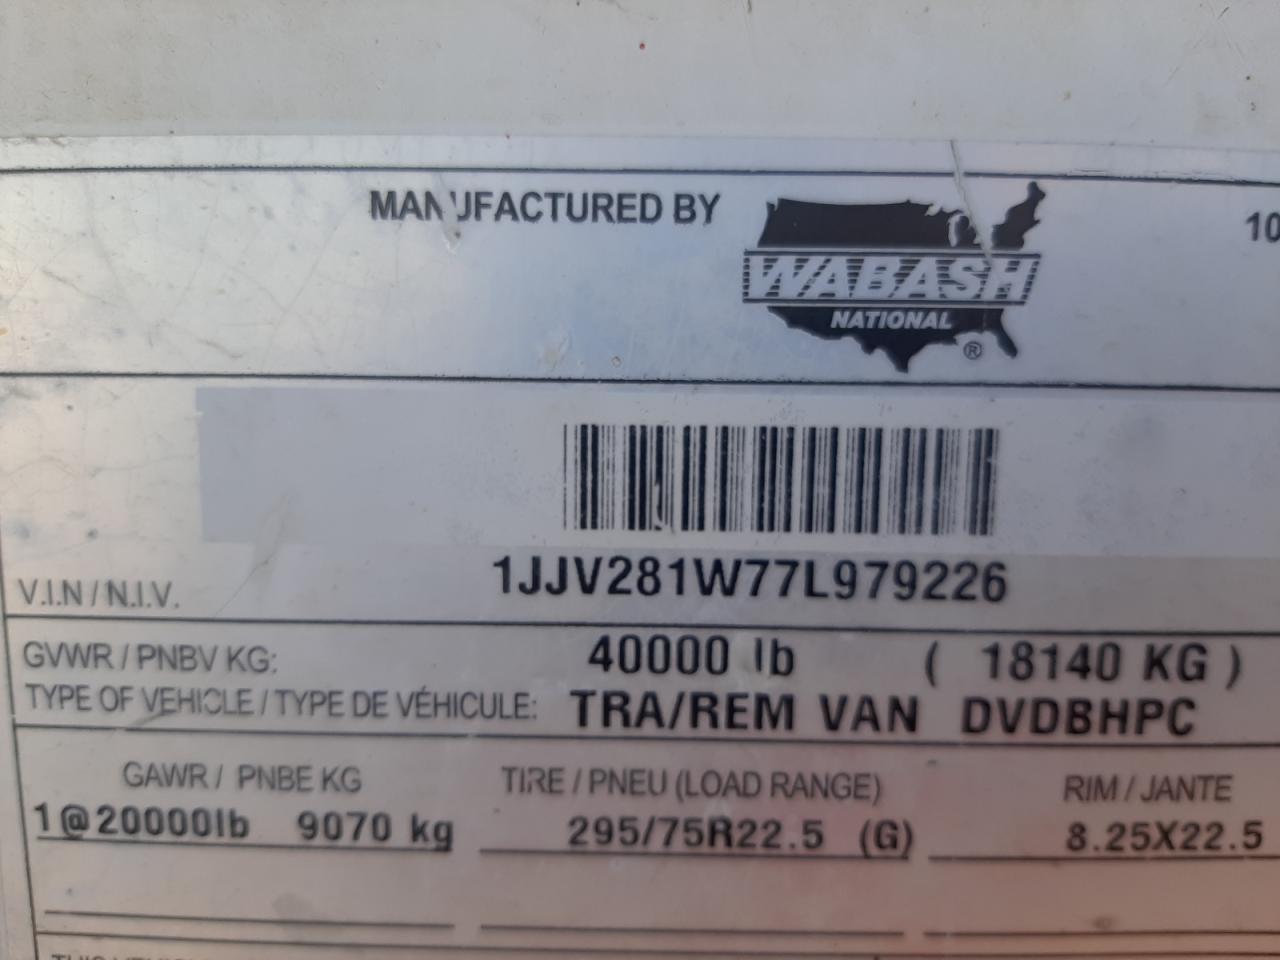 MANUFACTURED BY
WABASH
NATIONAL
®
10
1JJV281W77L979226
V.I.N / N.I.V.
GVWR / PNBV KG: 40000 lb ( 18140 KG )
TYPE OF VEHICLE / TYPE DE VÉHICULE: TRA/REM VAN DVDBHPC
GAWR / PNBE KG TIRE / PNEU (LOAD RANGE) RIM / JANTE
1@20000lb 9070 kg 295/75R22.5 (G) 8.25X22.5